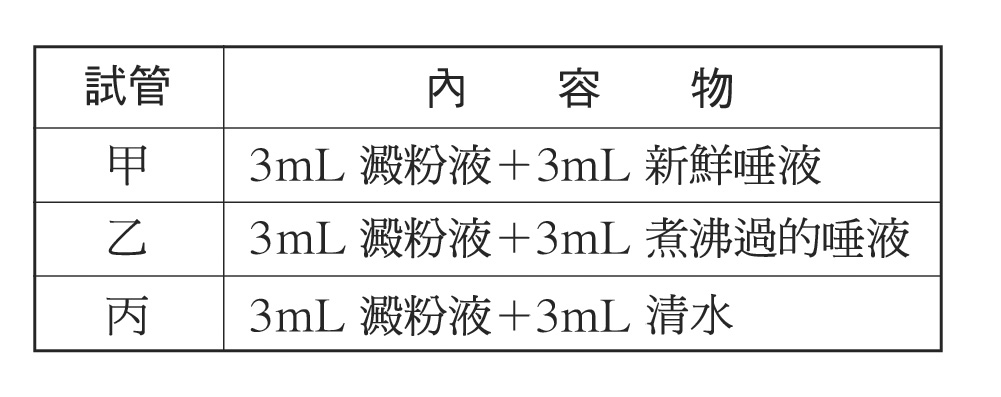 試管 內容物
甲 3mL 澱粉液+3mL 新鮮唾液
乙 3mL 澱粉液+3mL 煮沸過的唾液
丙 3mL 澱粉液+3mL 清水